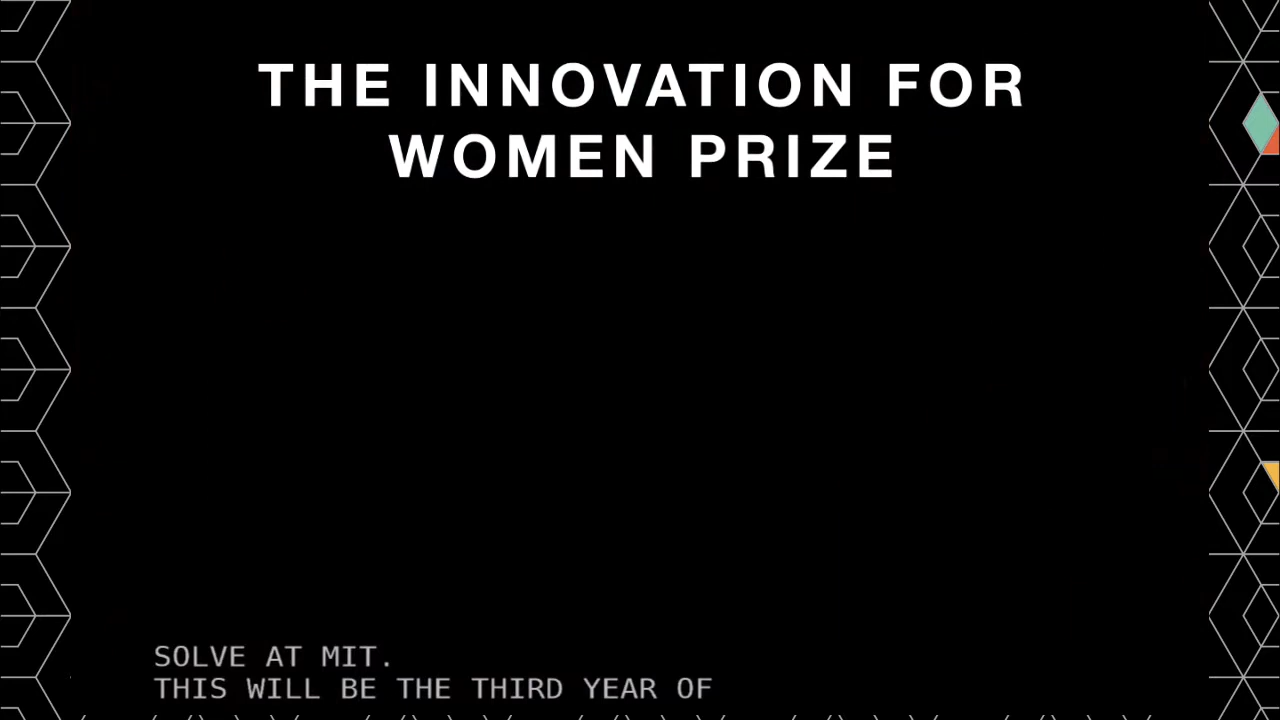 THE INNOVATION FOR
WOMEN PRIZE
SOLVE AT MIT.
THIS WILL BE THE THIRD YEAR OF